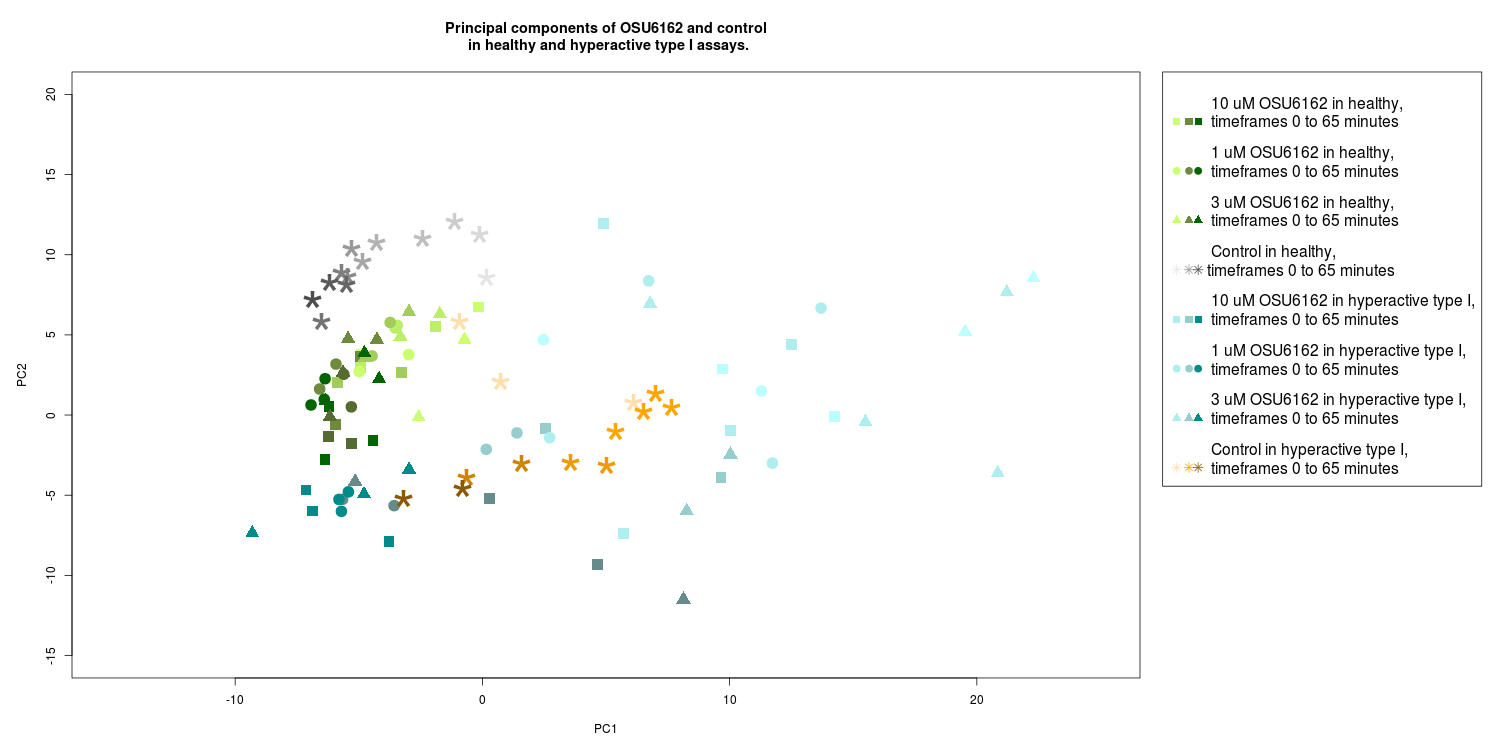 Principal components of OSU6162 and control
in healthy and hyperactive type I assays.
20
15
10
5
0
-5
-10
-15
PC2
-10
0
10
20
PC1
10 uM OSU6162 in healthy,
timeframes 0 to 65 minutes
1 uM OSU6162 in healthy,
timeframes 0 to 65 minutes
3 uM OSU6162 in healthy,
timeframes 0 to 65 minutes
Control in healthy,
timeframes 0 to 65 minutes
10 uM OSU6162 in hyperactive type I,
timeframes 0 to 65 minutes
1 uM OSU6162 in hyperactive type I,
timeframes 0 to 65 minutes
3 uM OSU6162 in hyperactive type I,
timeframes 0 to 65 minutes
Control in hyperactive type I,
timeframes 0 to 65 minutes